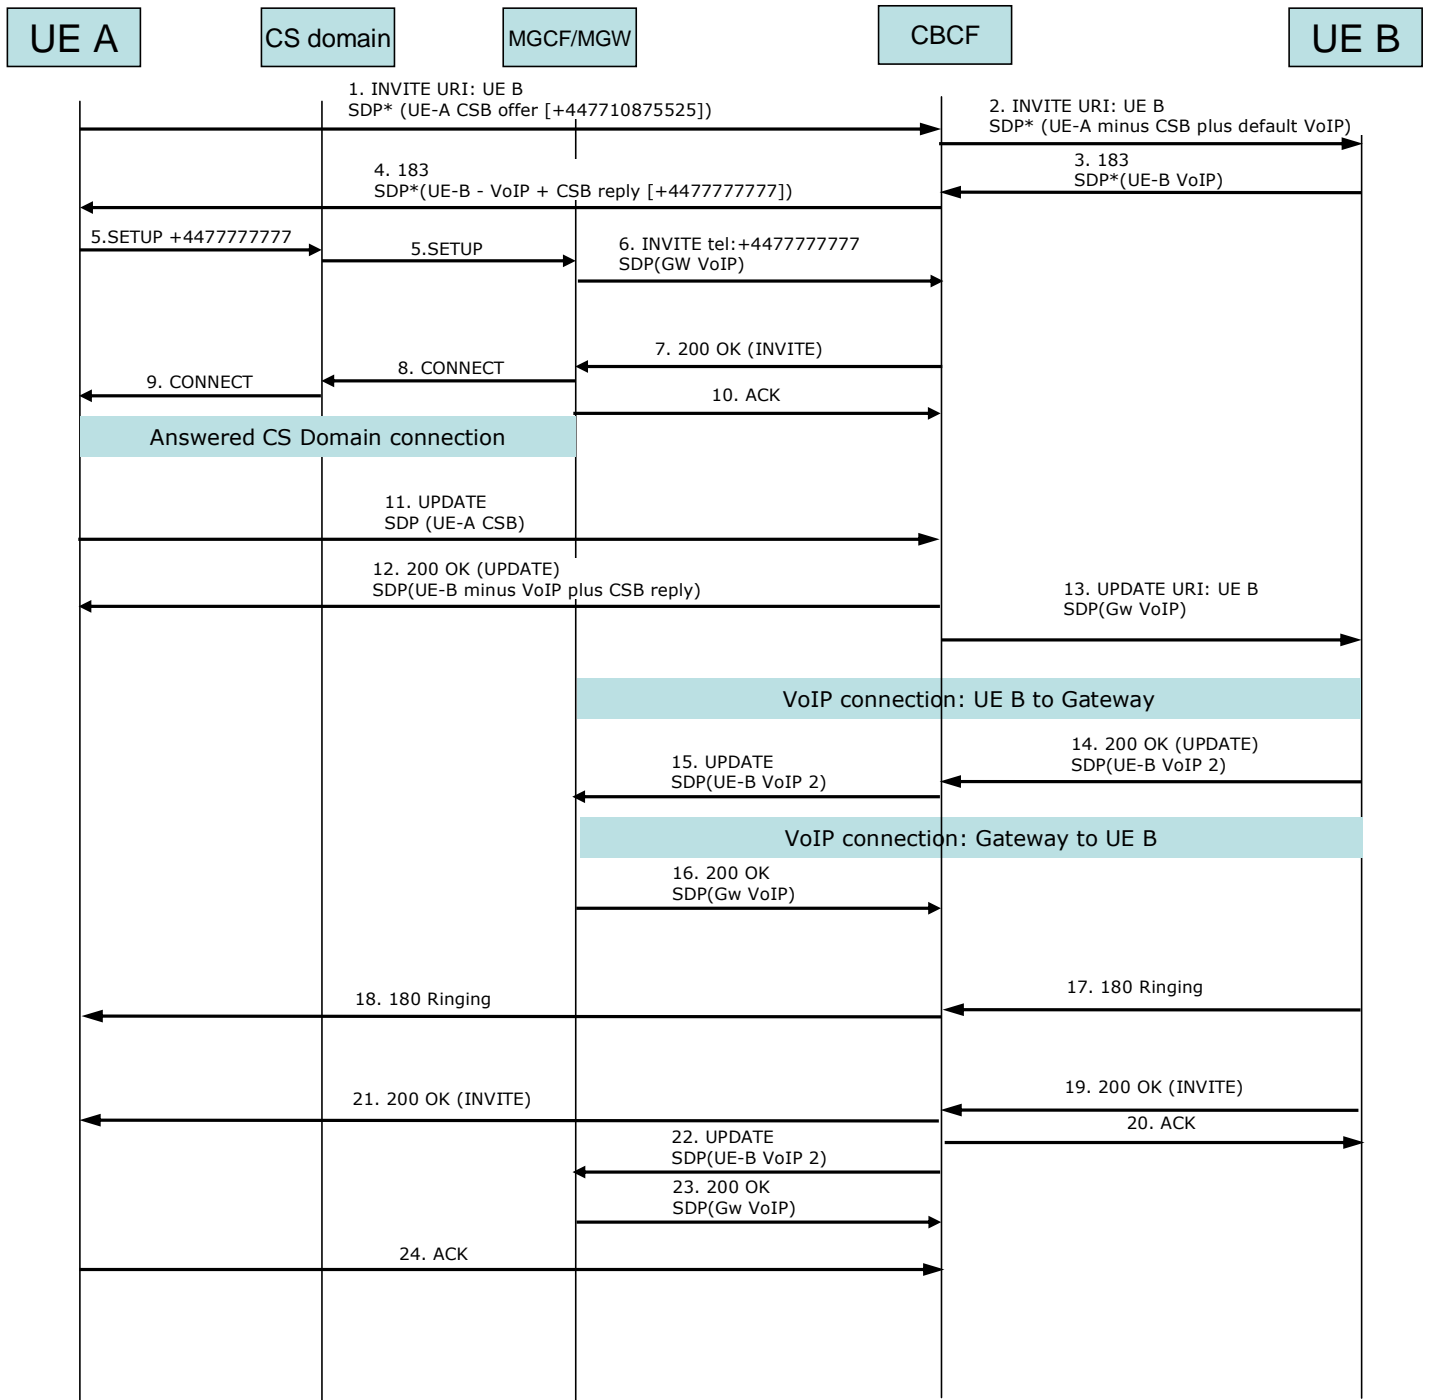 UE A
CS domain
MGCF/MGW
CBCF
UE B
1. INVITE URI: UE B
SDP* (UE-A CSB offer [+447710875525])
2. INVITE URI: UE B
SDP* (UE-A minus CSB plus default VoIP)
3. 183
SDP*(UE-B VoIP)
4. 183
SDP*(UE-B - VoIP + CSB reply [+4477777777])
5.SETUP +4477777777
5.SETUP
6. INVITE tel:+4477777777
SDP(GW VoIP)
7. 200 OK (INVITE)
8. CONNECT
9. CONNECT
10. ACK
Answered CS Domain connection
11. UPDATE
SDP (UE-A CSB)
12. 200 OK (UPDATE)
SDP(UE-B minus VoIP plus CSB reply)
13. UPDATE URI: UE B
SDP(Gw VoIP)
VoIP connection: UE B to Gateway
14. 200 OK (UPDATE)
SDP(UE-B VoIP 2)
15. UPDATE
SDP(UE-B VoIP 2)
VoIP connection: Gateway to UE B
16. 200 OK
SDP(Gw VoIP)
17. 180 Ringing
18. 180 Ringing
19. 200 OK (INVITE)
20. ACK
21. 200 OK (INVITE)
22. UPDATE
SDP(UE-B VoIP 2)
23. 200 OK
SDP(Gw VoIP)
24. ACK